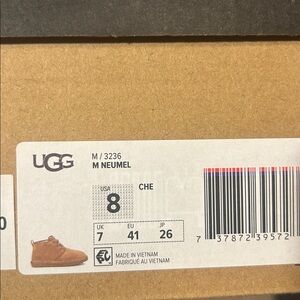 UGG
M / 3236
M NEUMEL
USA
8
CHE
UK EU JP
7 41 26
MADE IN VIETNAM
FABRIQUÉ AU VIETNAM
7 37872 39572
0